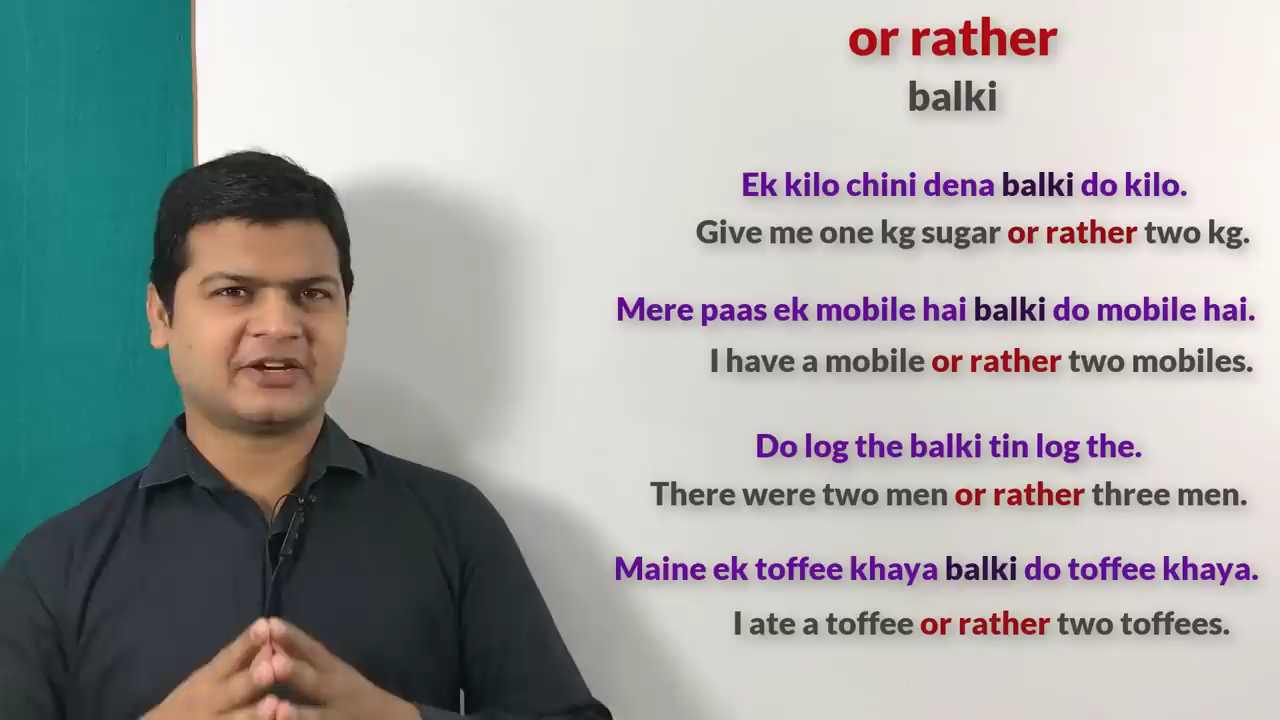 or rather
balki
Ek kilo chini dena balki do kilo.
Give me one kg sugar or rather two kg.
Mere paas ek mobile hai balki do mobile hai.
I have a mobile or rather two mobiles.
Do log the balki tin log the.
There were two men or rather three men.
Maine ek toffee khaya balki do toffee khaya.
I ate a toffee or rather two toffees.